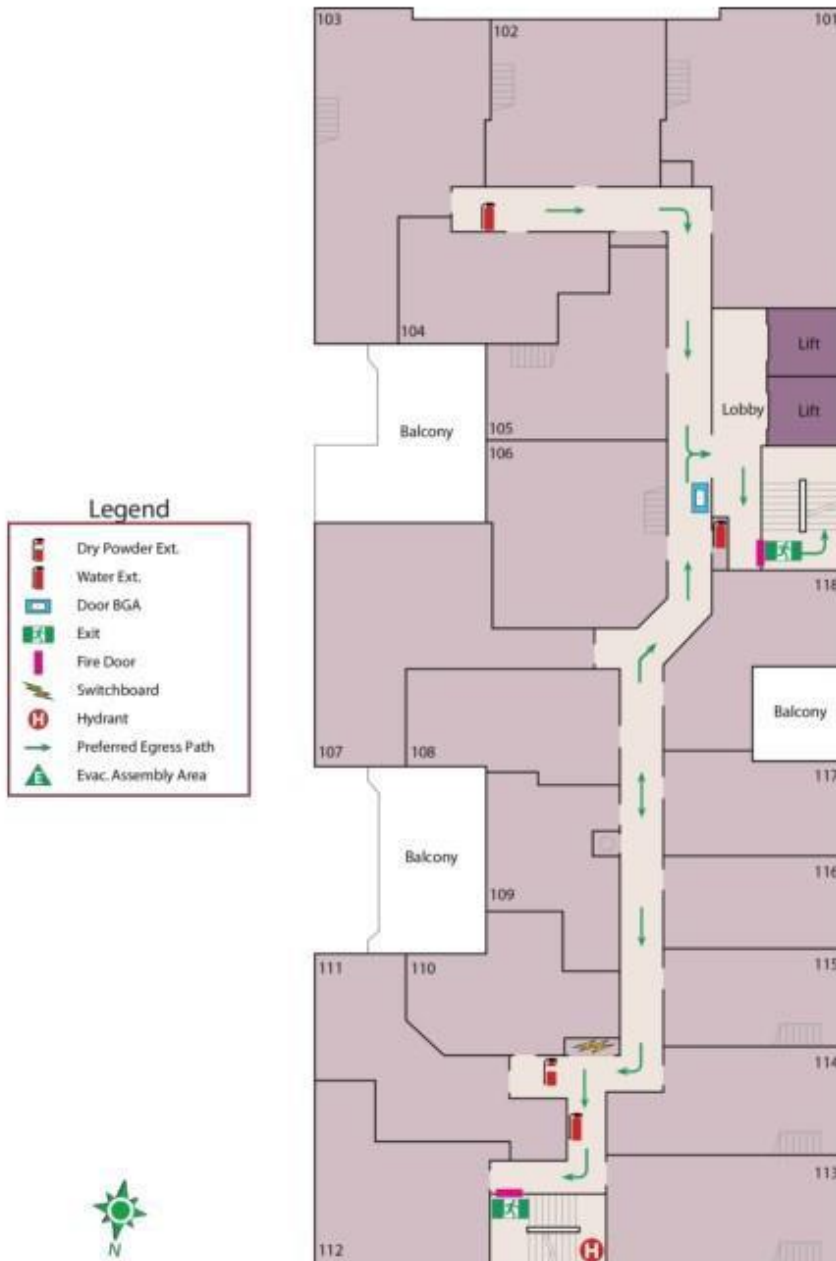 103
102
101
104
Lift
Lobby
Lift
Balcony
105
106
Legend
Dry Powder Ext.
Water Ext.
Door BGA
Exit
Fire Door
Switchboard
H
Hydrant
Preferred Egress Path
E
Evac. Assembly Area
118
Balcony
107
108
117
Balcony
109
116
111
110
115
114
113
N
112
H